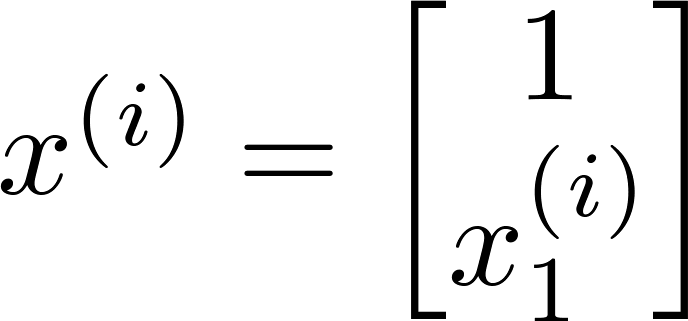 x^{(i)} = \begin{bmatrix} 1 \\ x_1^{(i)} \end{bmatrix}